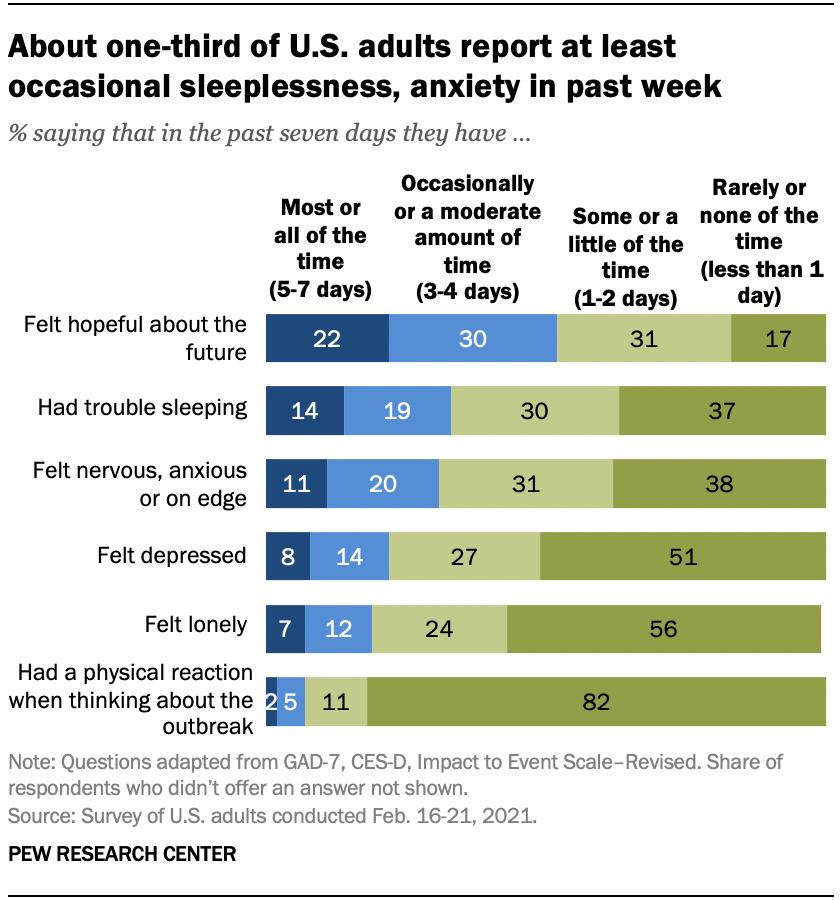 About one-third of U.S. adults report at least
occasional sleeplessness, anxiety in past week
% saying that in the past seven days they have ...
Most or
all of the
time
(5-7 days)
Occasionally
or a moderate
amount of
time
(3-4 days)
Some or a
little of the
time
(1-2 days)
Rarely or
none of the
time
(less than 1
day)
Felt hopeful about the
future
22 30 31 17
Had trouble sleeping
14 19 30 37
Felt nervous, anxious
or on edge
11 20 31 38
Felt depressed
8 14 27 51
Felt lonely
7 12 24 56
Had a physical reaction
when thinking about the
outbreak
2 5 11 82
Note: Questions adapted from GAD-7, CES-D, Impact to Event Scale–Revised. Share of
respondents who didn’t offer an answer not shown.
Source: Survey of U.S. adults conducted Feb. 16-21, 2021.
PEW RESEARCH CENTER